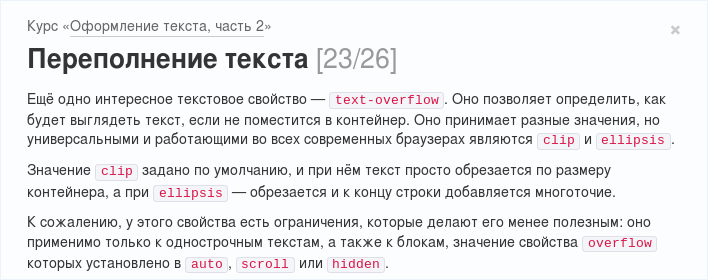 Курс «Оформление текста, часть 2»
×
Переполнение текста [23/26]
Ещё одно интересное текстовое свойство — text-overflow. Оно позволяет определить, как
будет выглядеть текст, если не поместится в контейнер. Оно принимает разные значения, но
универсальными и работающими во всех современных браузерах являются clip и ellipsis.
Значение clip задано по умолчанию, и при нём текст просто обрезается по размеру
контейнера, а при ellipsis — обрезается и к концу строки добавляется многоточие.
К сожалению, у этого свойства есть ограничения, которые делают его менее полезным: оно
применимо только к однострочным текстам, а также к блокам, значение свойства overflow
которых установлено в auto, scroll или hidden.